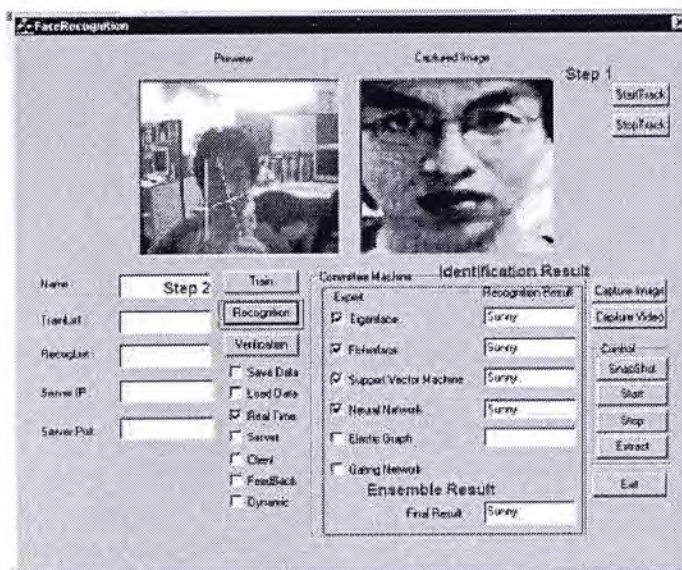 FaceRecognition
Preview
Captured Image
Step 1
StartTrack
StopTrack
Name
Step 2
Train
TrainList
Recognition
RecogList
Verification
Server IP
Save Data
Load Data
Server Port
Real Time
Server
Client
FeedBack
Dynamic
Committee Machine
Identification Result
Expert
Recognition Result
Eigenface
Sunny
Fisherface
Sunny
Support Vector Machine
Sunny
Neural Network
Sunny
Elastic Graph
Gating Network
Ensemble Result
Final Result
Sunny
Capture Image
Capture Video
Control
SnapShot
Start
Stop
Extract
Exit